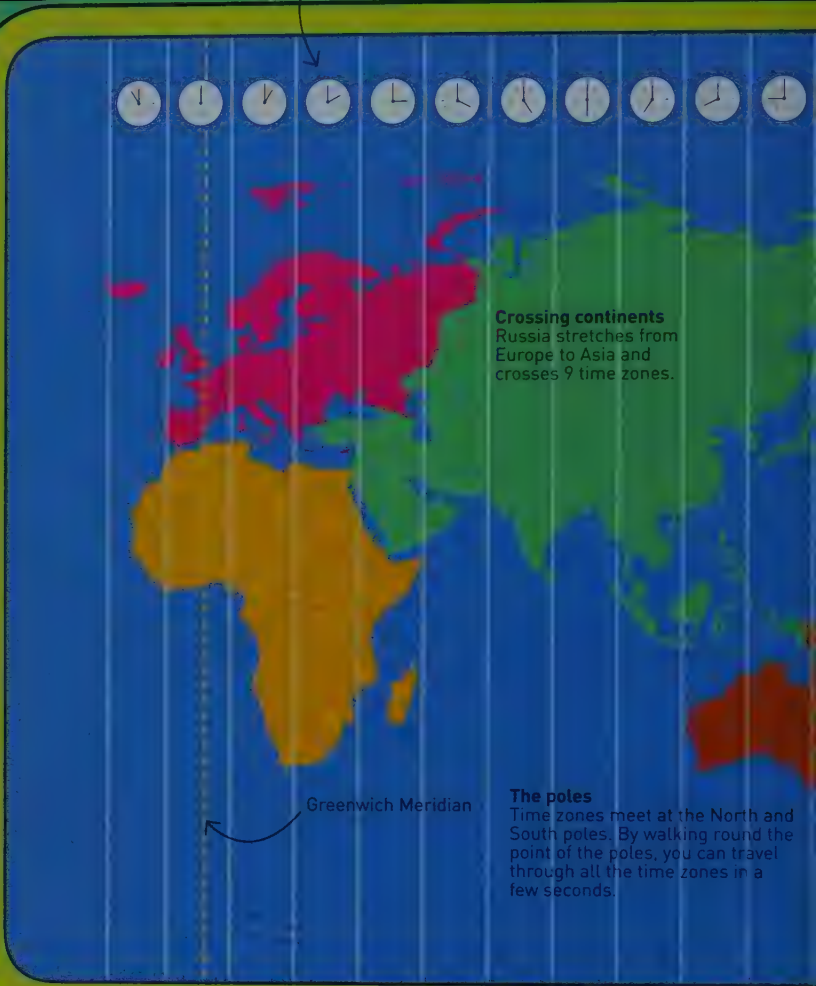 Crossing continents
Russia stretches from
Europe to Asia and
crosses 9 time zones.
Greenwich Meridian
The poles
Time zones meet at the North and
South poles. By walking round the
point of the poles, you can travel
through all the time zones in a
few seconds.